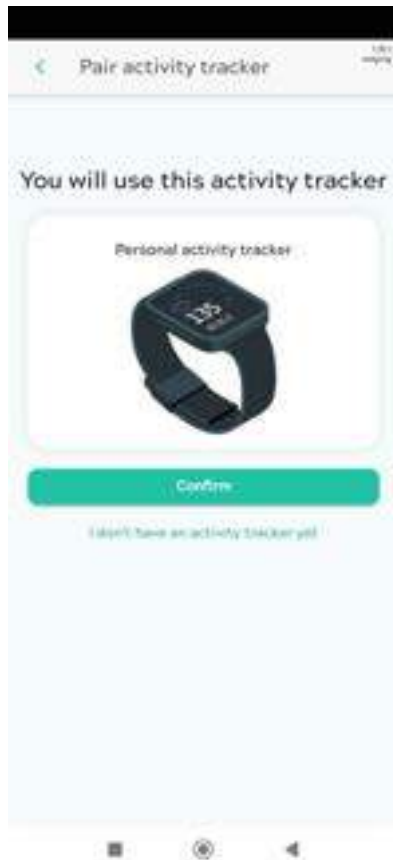 Pair activity tracker
You will use this activity tracker
Personal activity tracker
135
Confirm
I don't have an activity tracker yet